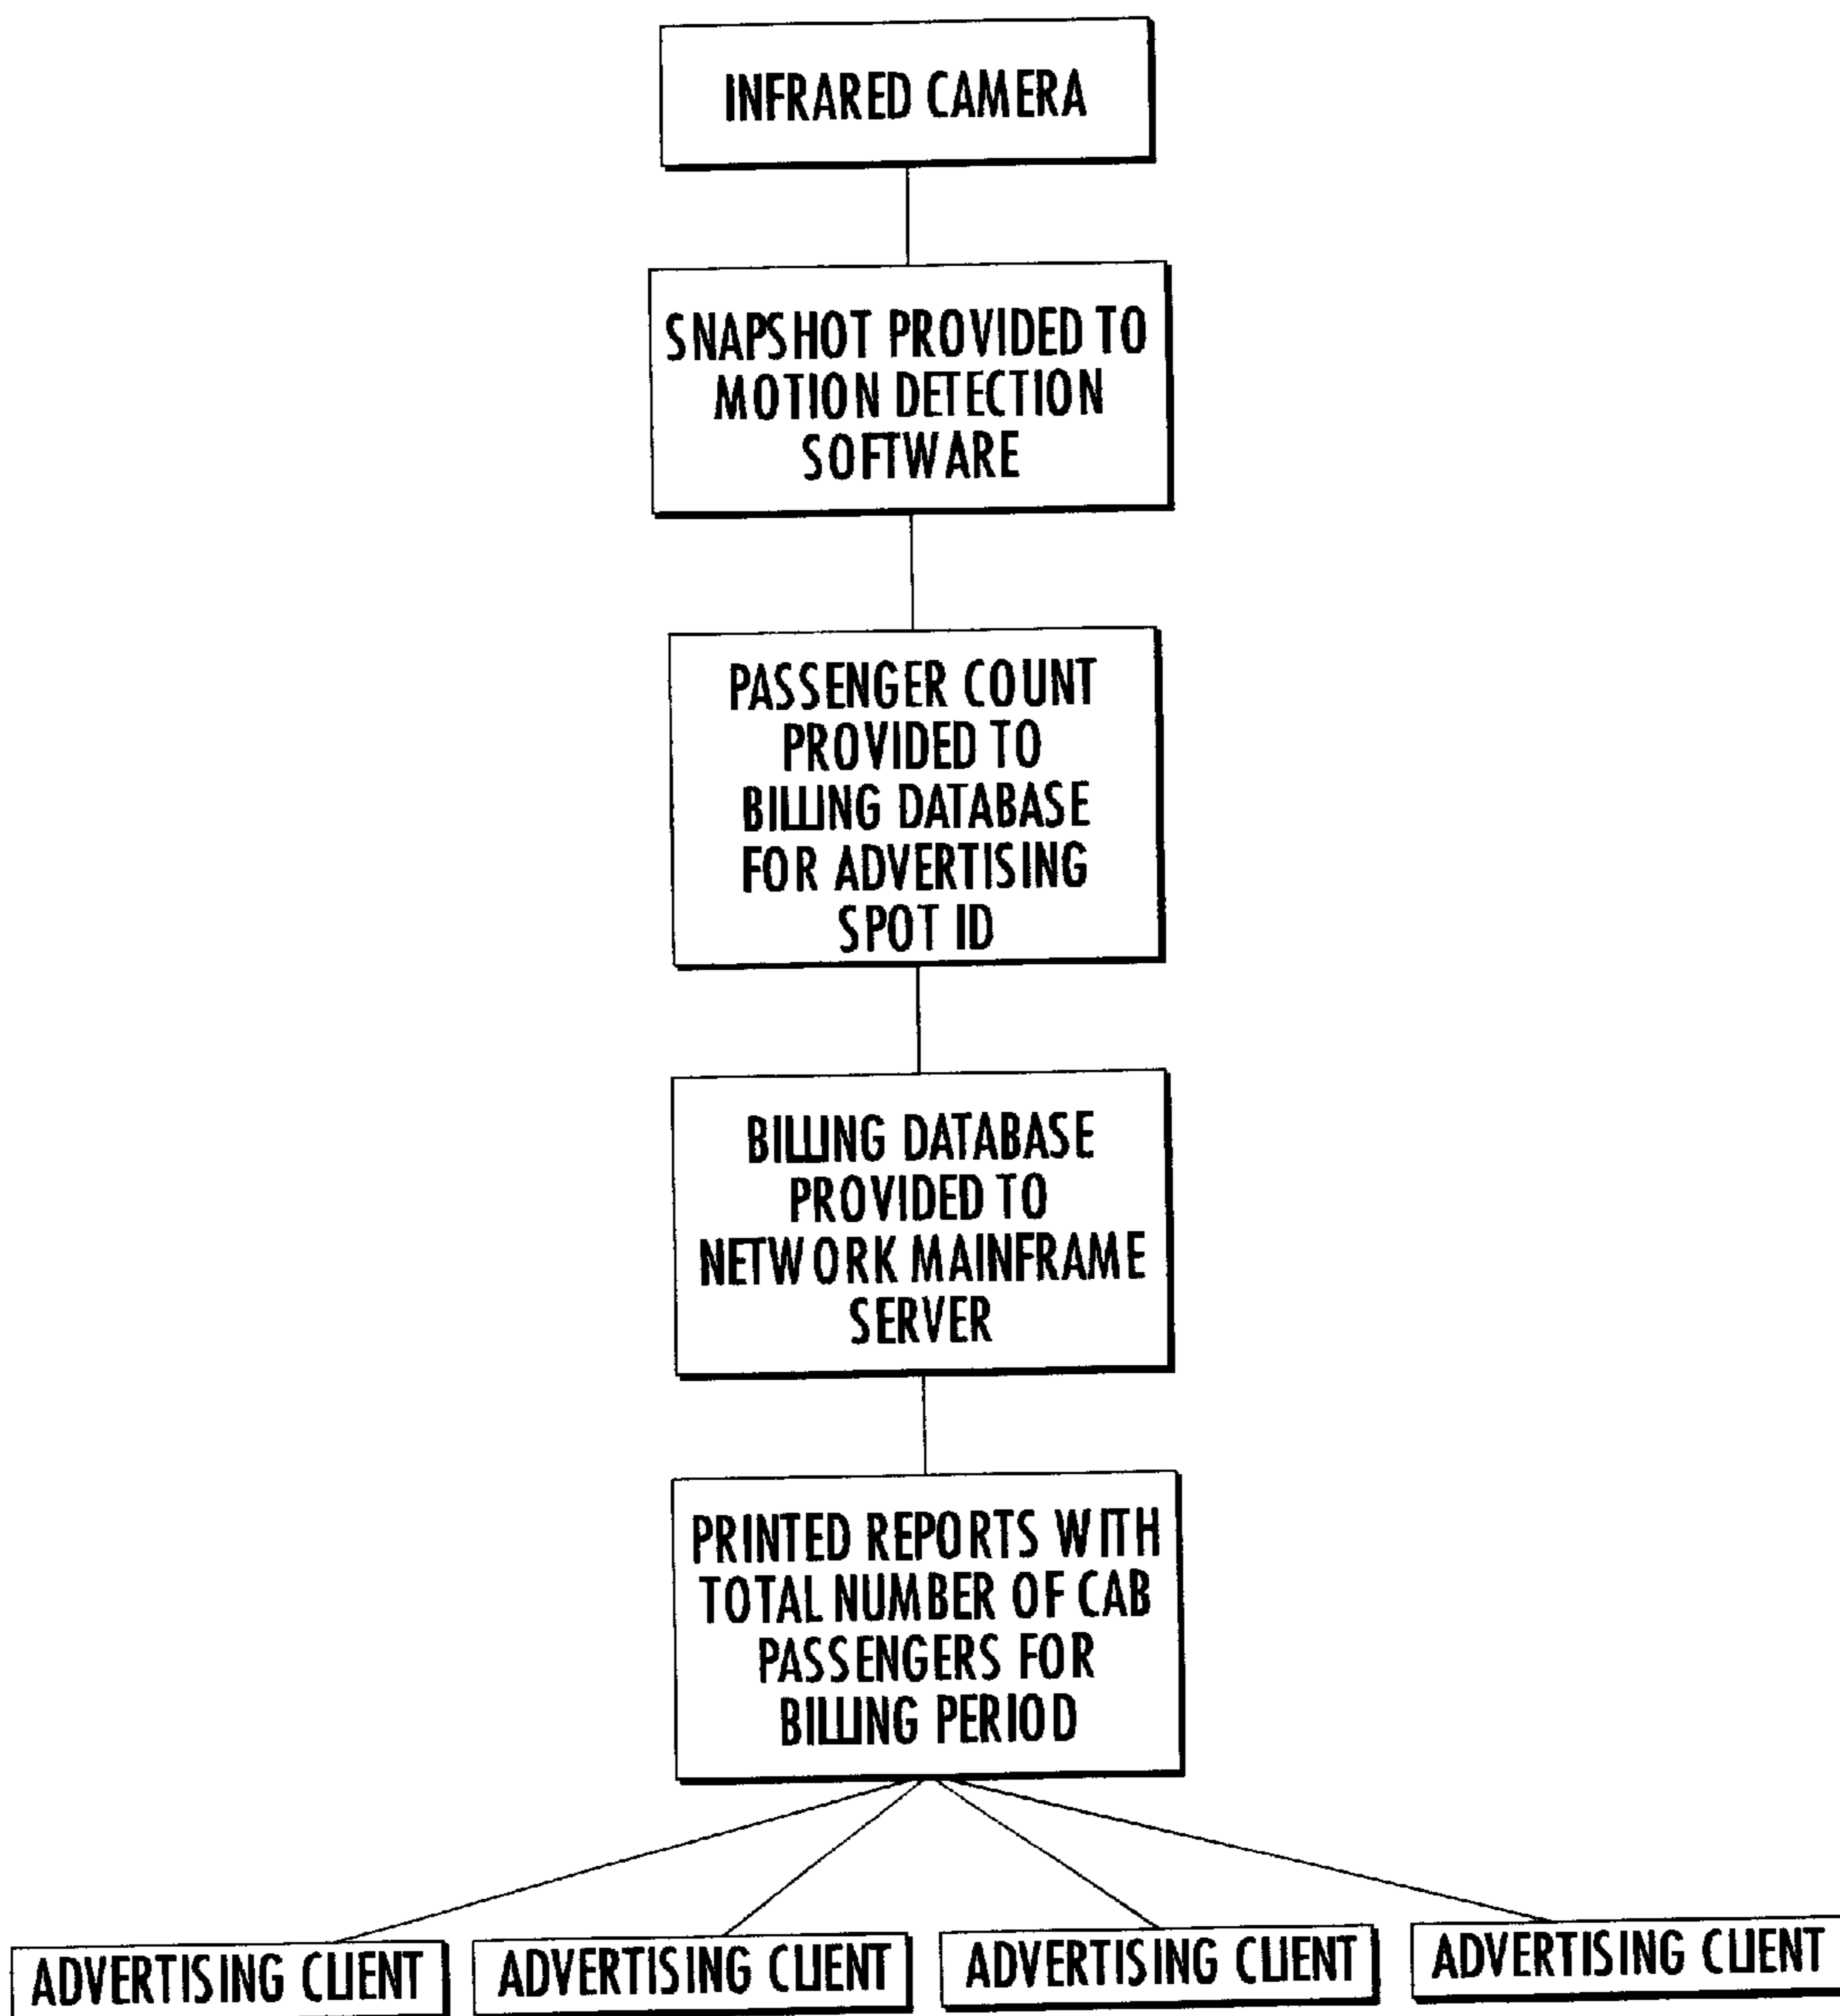 INFRARED CAMERA
SNAPSHOT PROVIDED TO
MOTION DETECTION
SOFTWARE
PASSENGER COUNT
PROVIDED TO
BILLING DATABASE
FOR ADVERTISING
SPOT ID
BILLING DATABASE
PROVIDED TO
NETWORK MAINFRAME
SERVER
PRINTED REPORTS WITH
TOTAL NUMBER OF CAB
PASSENGERS FOR
BILLING PERIOD
ADVERTISING CLIENT
ADVERTISING CLIENT
ADVERTISING CLIENT
ADVERTISING CLIENT